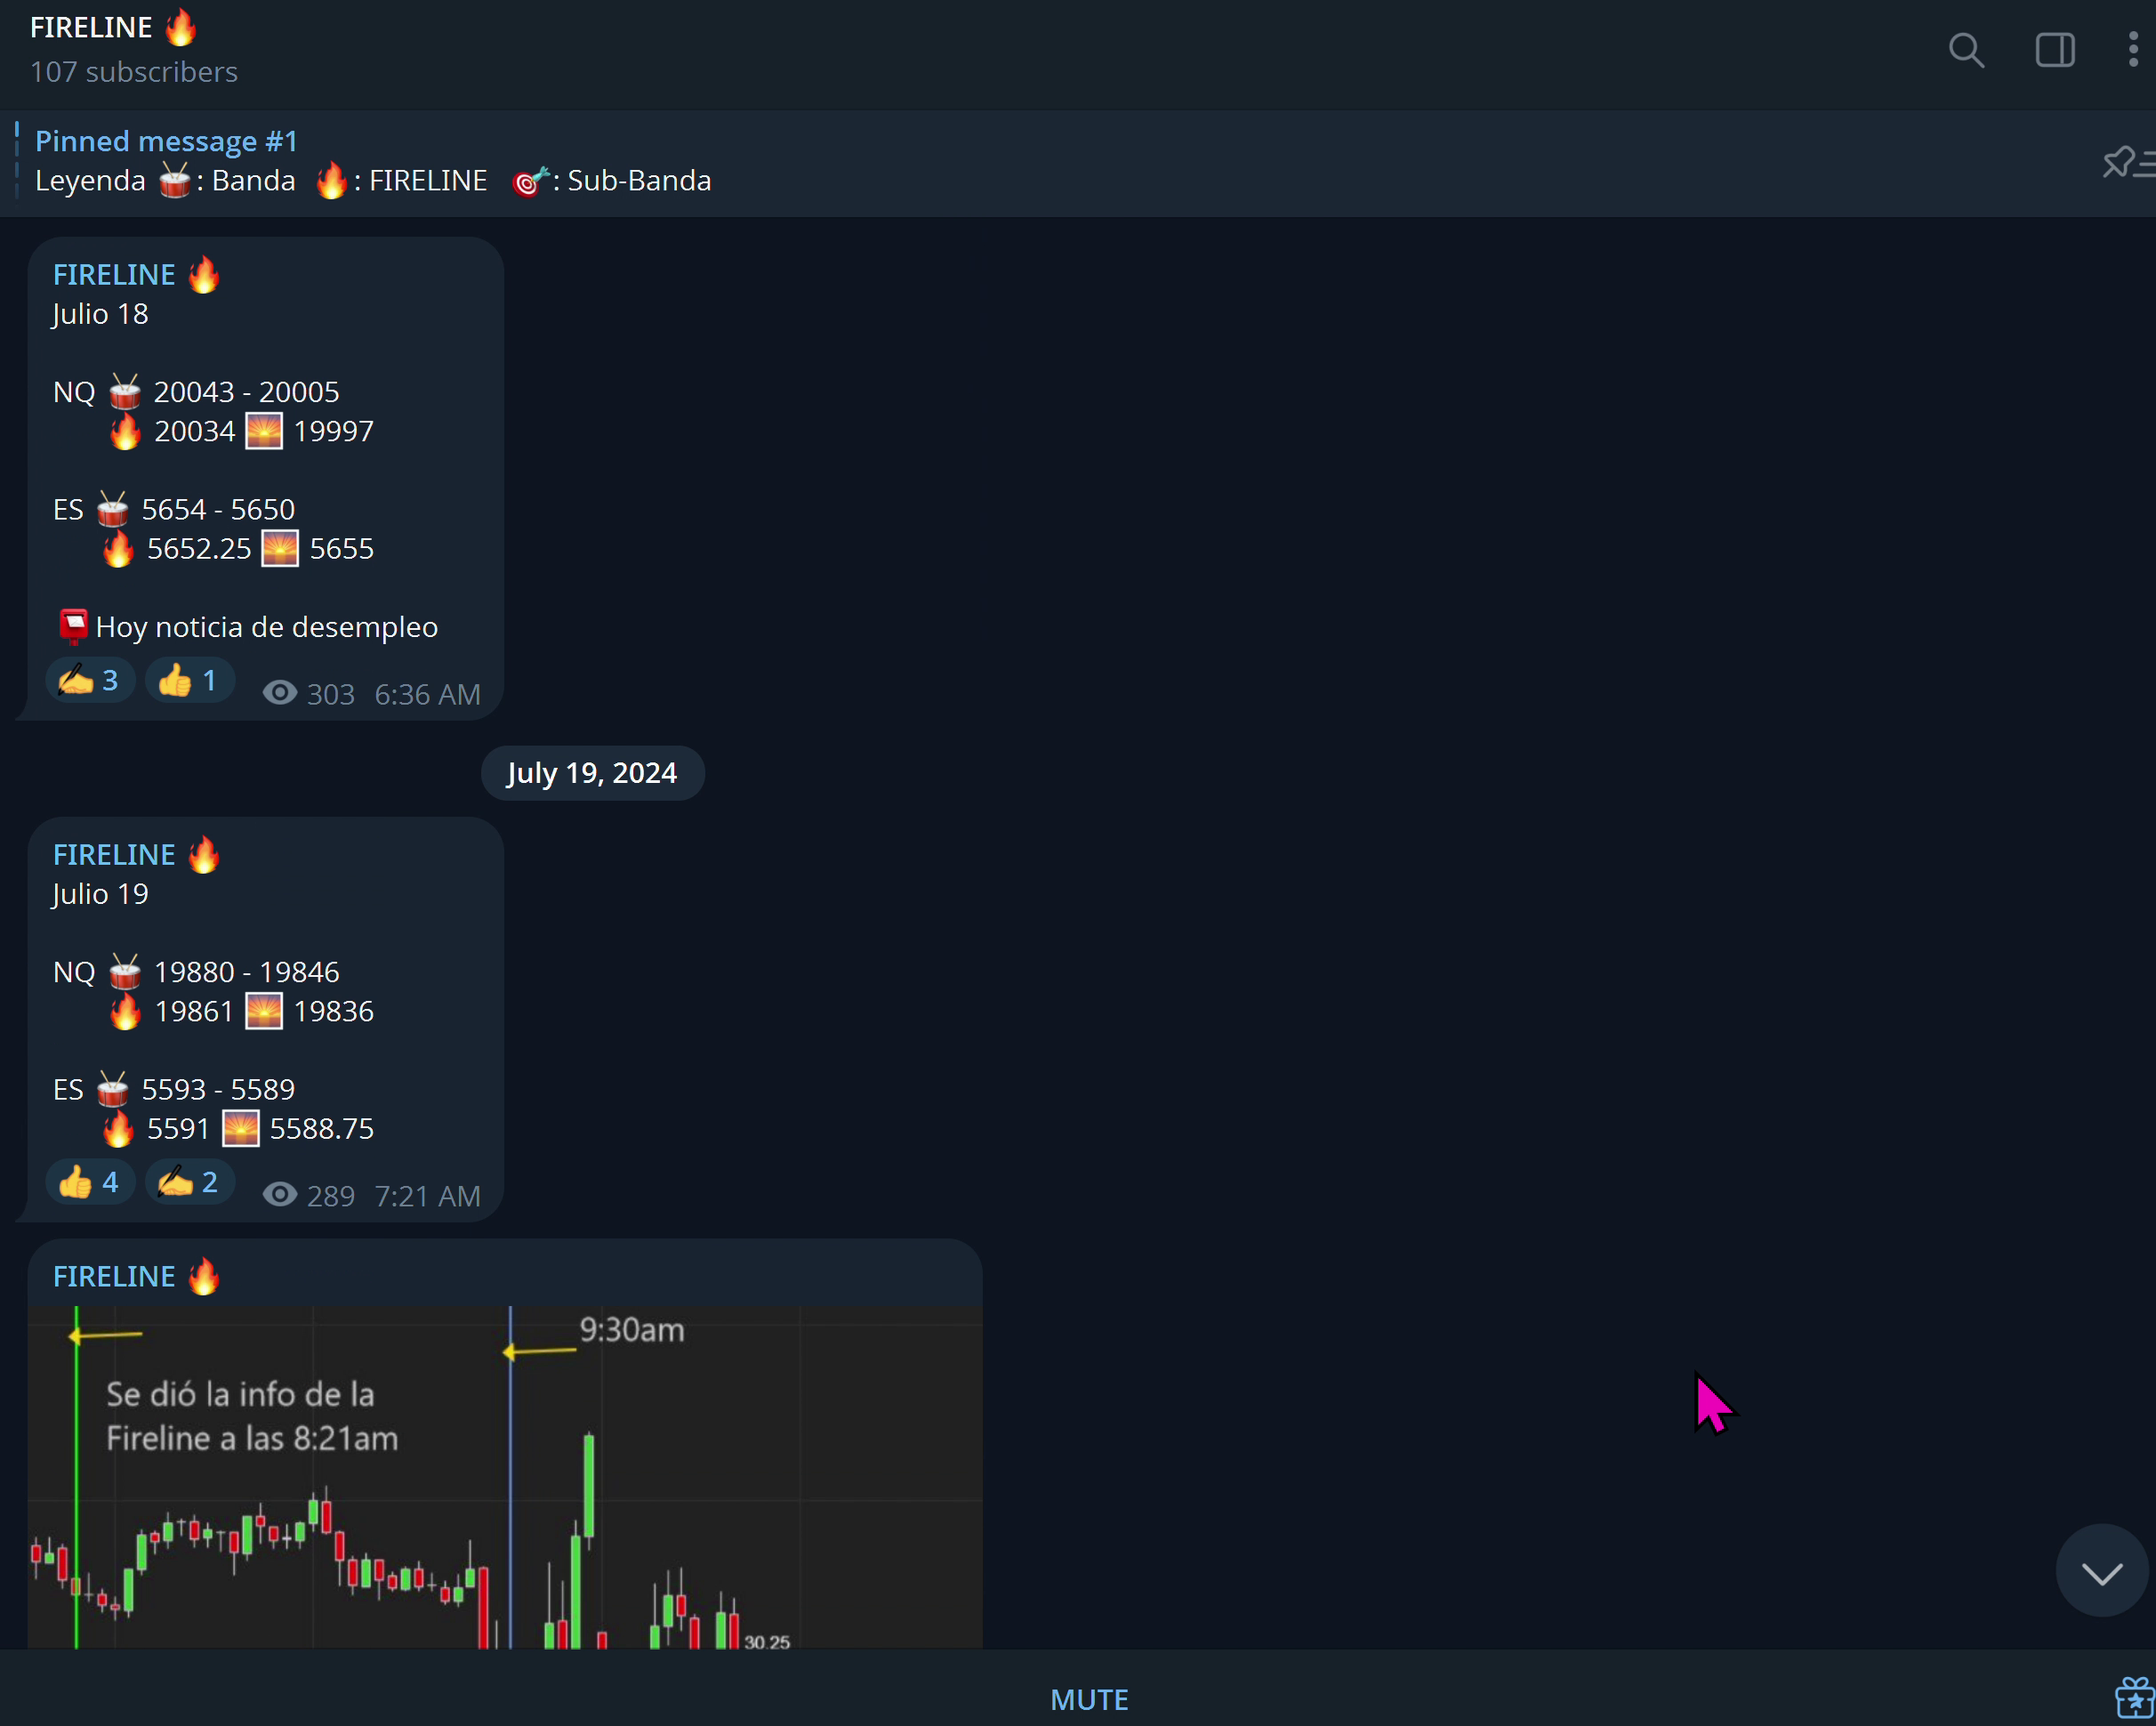 FIRELINE 🔥
107 subscribers
Pinned message #1
Leyenda 🥁: Banda 🔥: FIRELINE 🎯: Sub-Banda
FIRELINE 🔥
Julio 18
NQ 🥁 20043 - 20005
🔥 20034 🌅 19997
ES 🥁 5654 - 5650
🔥 5652.25 🌅 5655
📮Hoy noticia de desempleo
✍ 3 👍 1 303 6:36 AM
July 19, 2024
FIRELINE 🔥
Julio 19
NQ 🥁 19880 - 19846
🔥 19861 🌅 19836
ES 🥁 5593 - 5589
🔥 5591 🌅 5588.75
👍 4 ✍ 2 289 7:21 AM
FIRELINE 🔥
9:30am
Se dió la info de la
Fireline a las 8:21am
30.25
MUTE